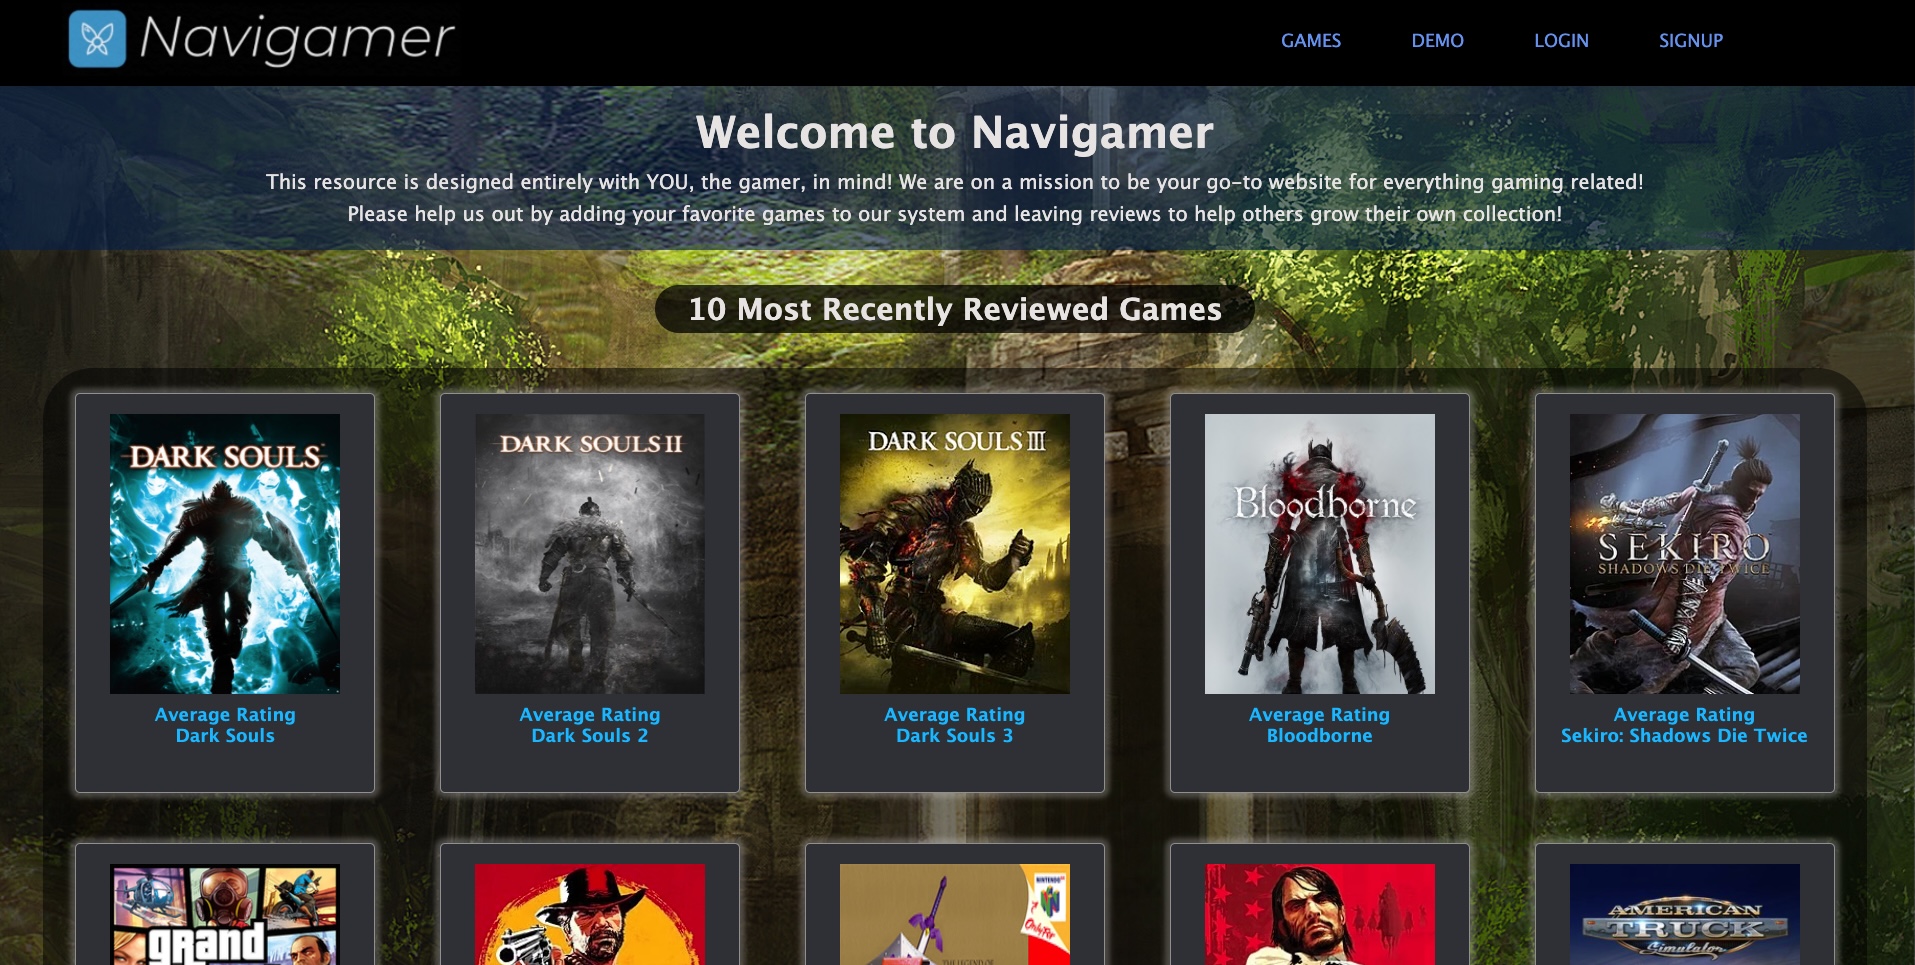 Navigamer
GAMES
DEMO
LOGIN
SIGNUP
Welcome to Navigamer
This resource is designed entirely with YOU, the gamer, in mind! We are on a mission to be your go-to website for everything gaming related!
Please help us out by adding your favorite games to our system and leaving reviews to help others grow their own collection!
10 Most Recently Reviewed Games
DARK SOULS
Average Rating
Dark Souls
DARK SOULS II
Average Rating
Dark Souls 2
DARK SOULS III
Average Rating
Dark Souls 3
Bloodborne
Average Rating
Bloodborne
SEKIRO
SHADOWS DIE TWICE
Average Rating
Sekiro: Shadows Die Twice
grand
NINTENDO 64
Only For
THE LEGEND OF
AMERICAN
TRUCK
Simulator